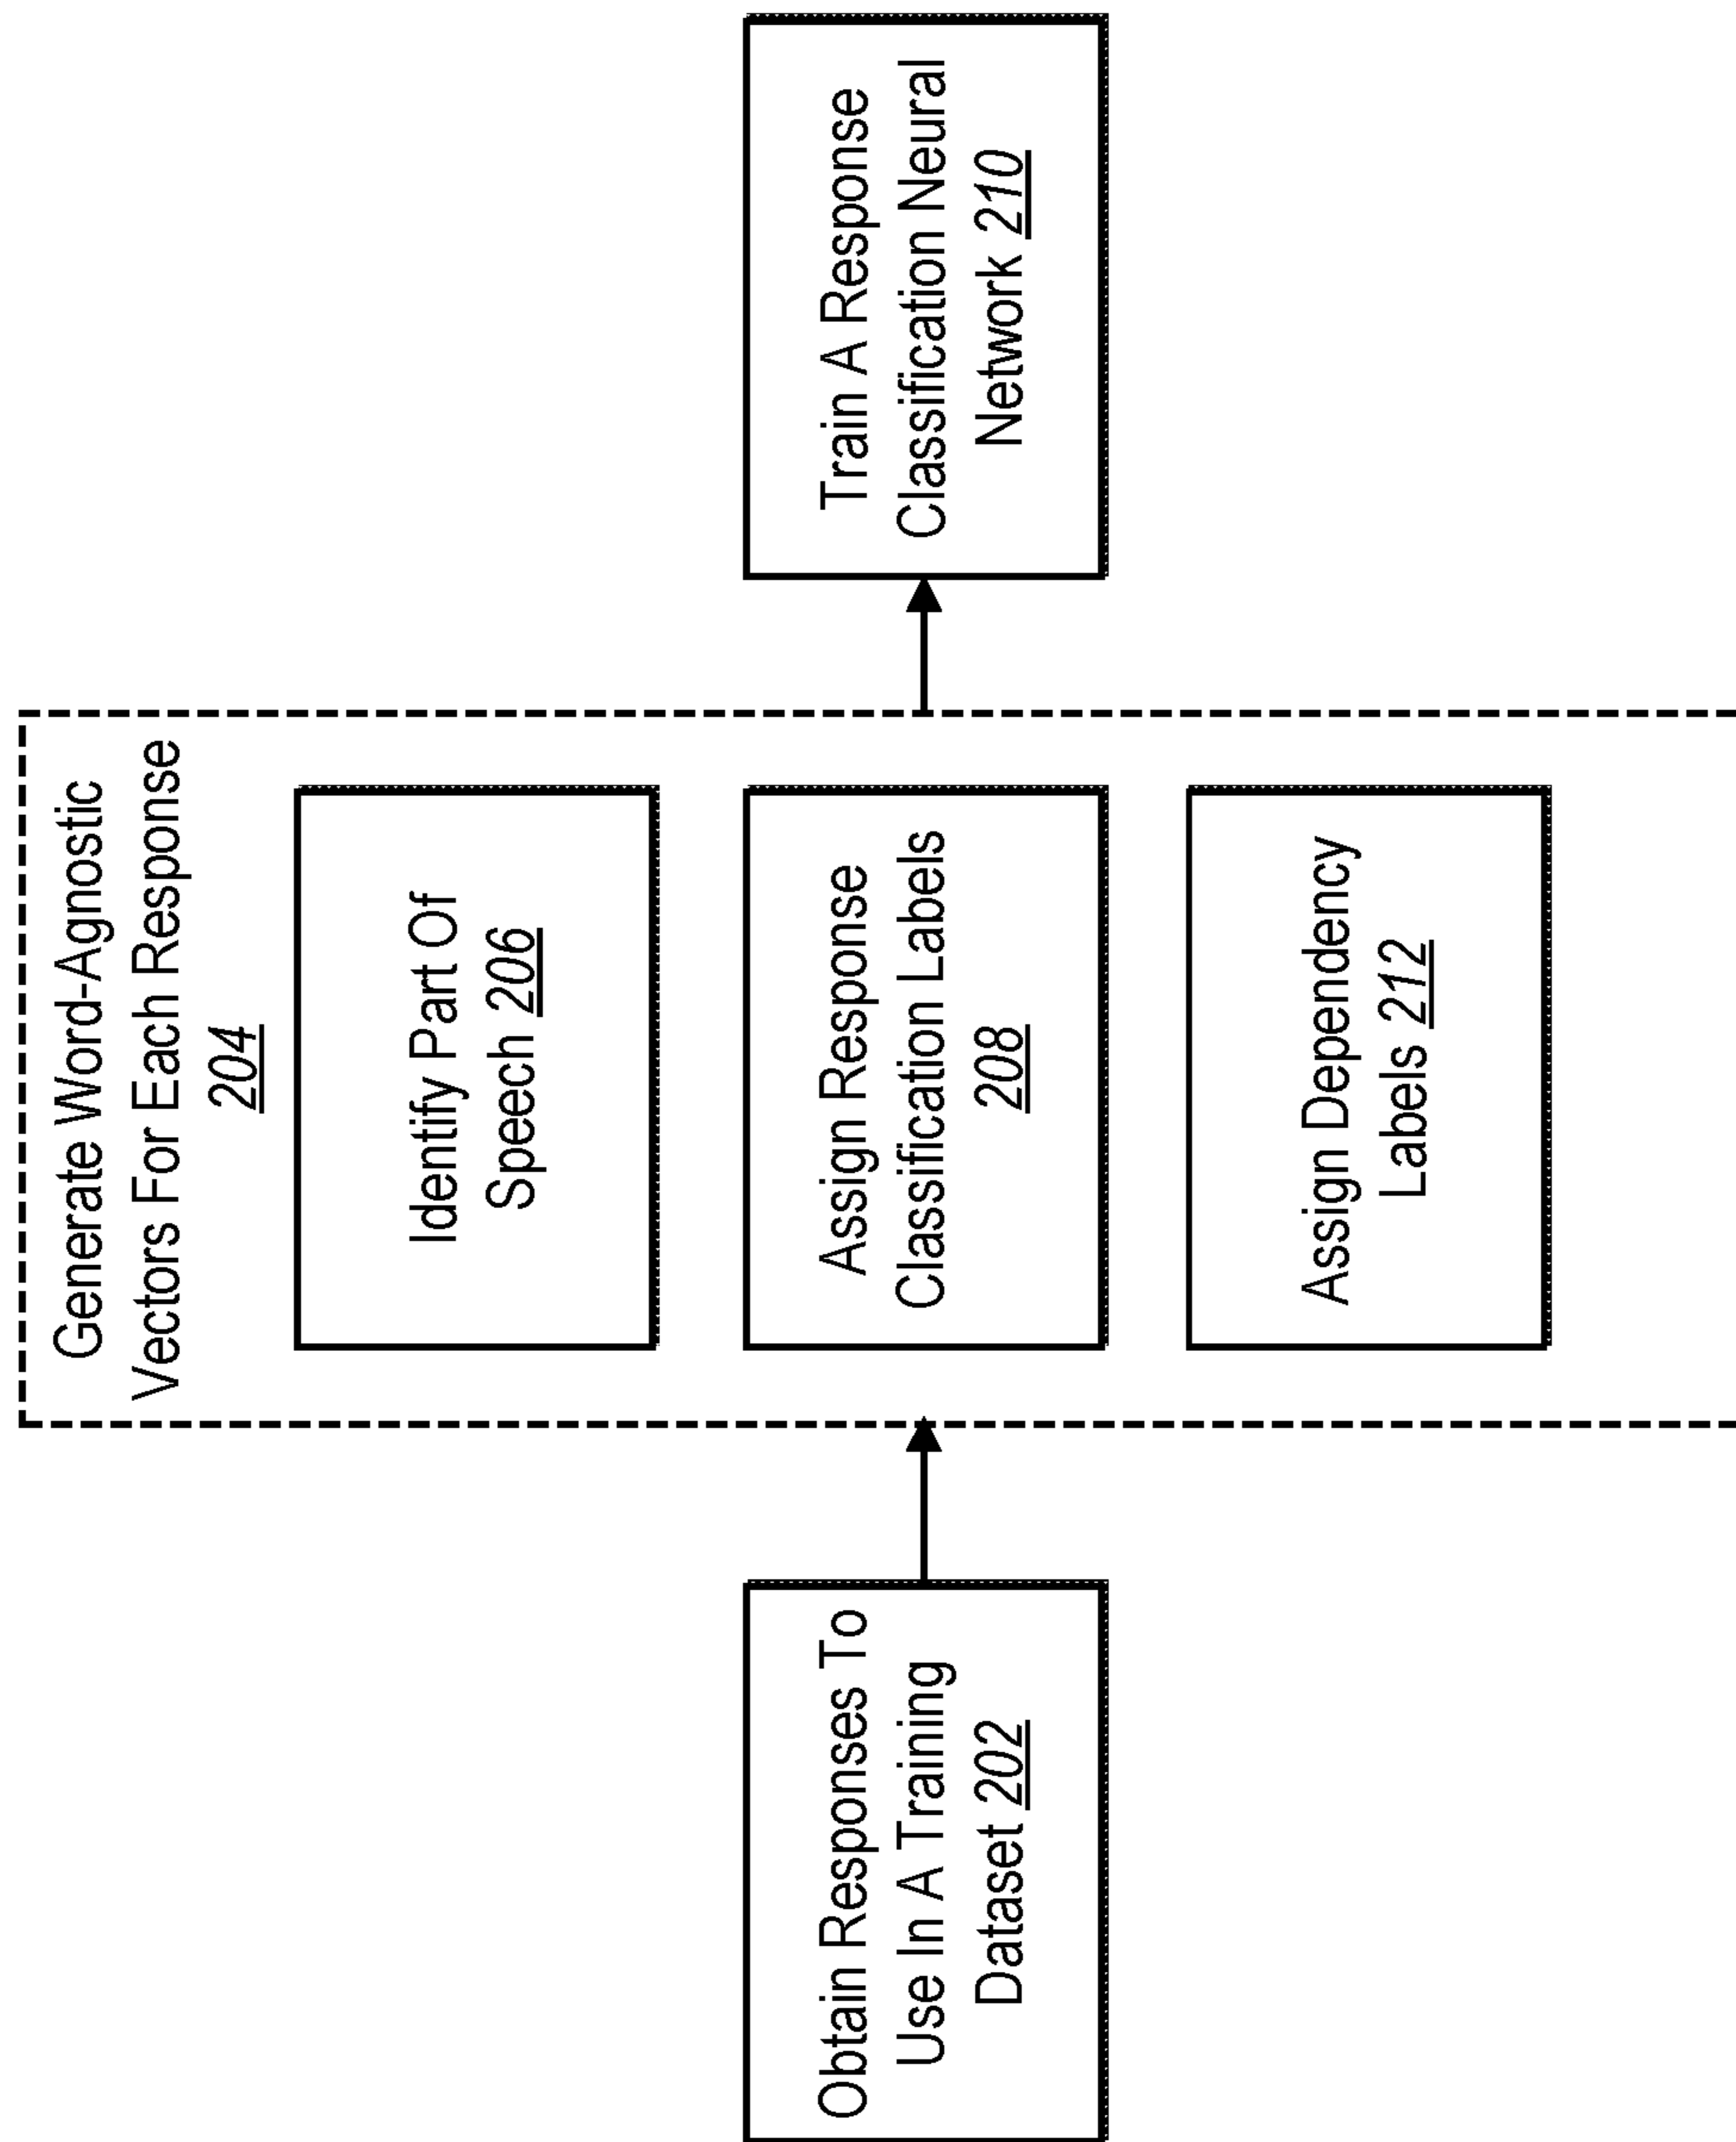 Obtain Responses To
Use In A Training
Dataset 202
Generate Word-Agnostic
Vectors For Each Response
204
Identify Part Of
Speech 206
Assign Response
Classification Labels
208
Assign Dependency
Labels 212
Train A Response
Classification Neural
Network 210